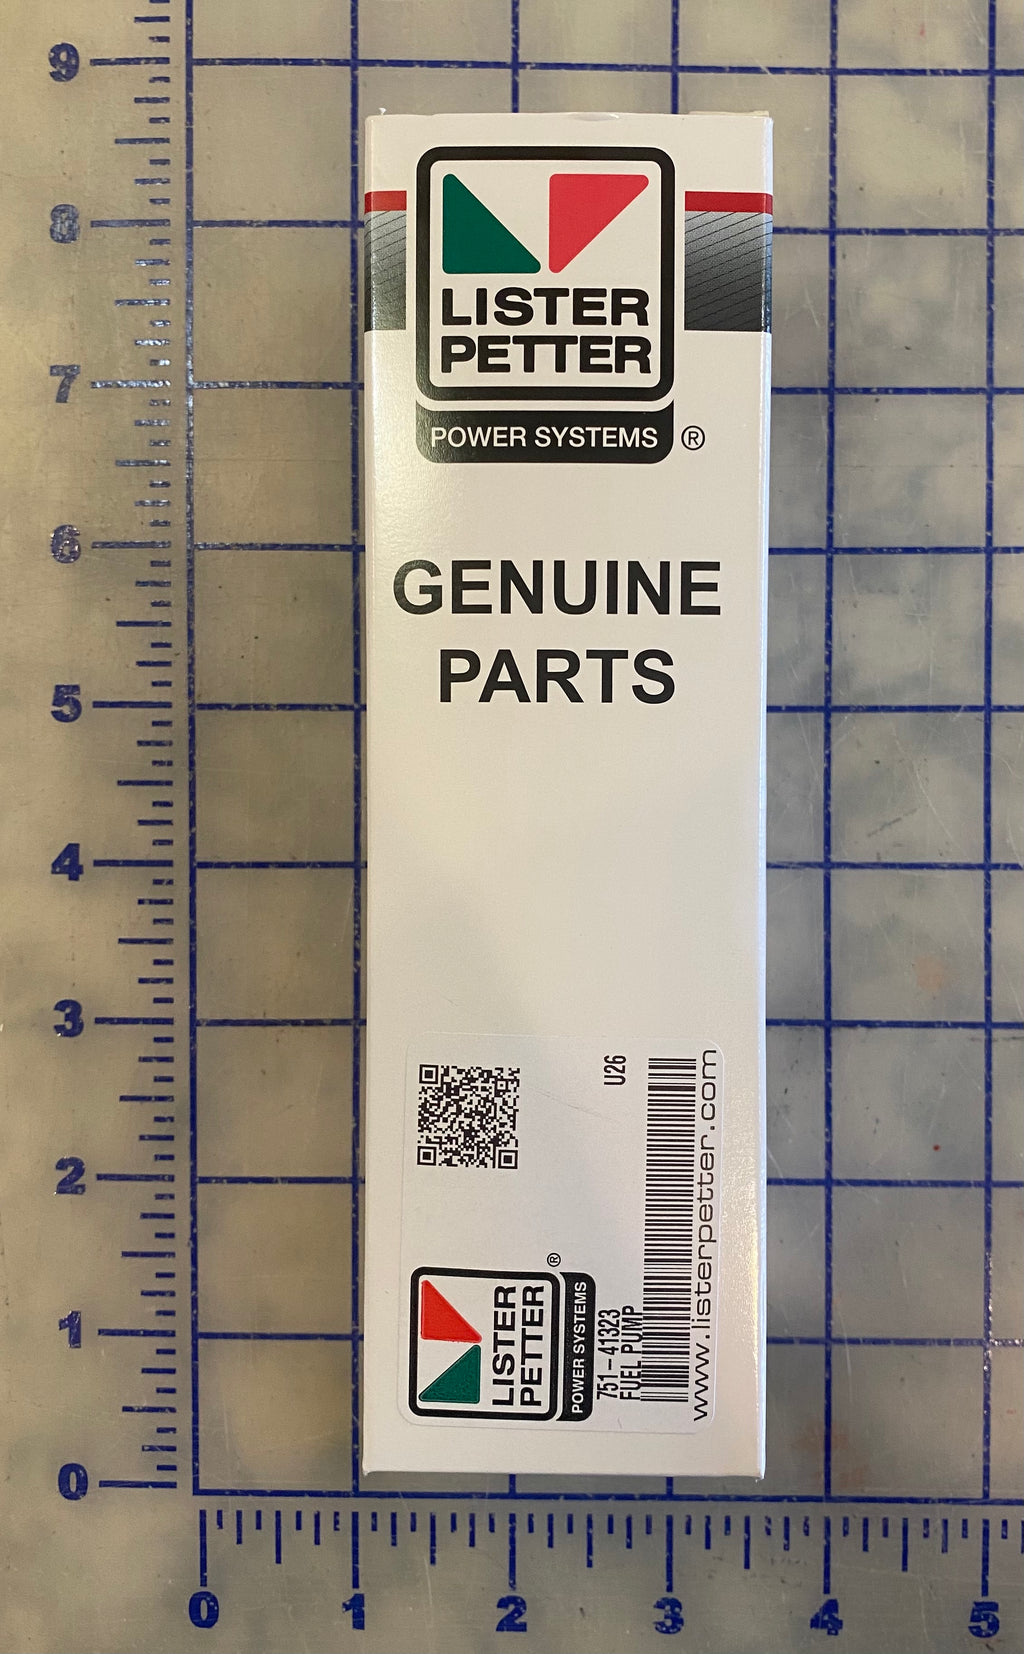 9
8
7
6
5
4
3
2
1
0
LISTER
PETTER
POWER SYSTEMS ®
GENUINE
PARTS
LISTER
PETTER
®
POWER SYSTEMS
751-41323
U26
FUEL PUMP
www.listerpetter.com
0 1 2 3 4 5